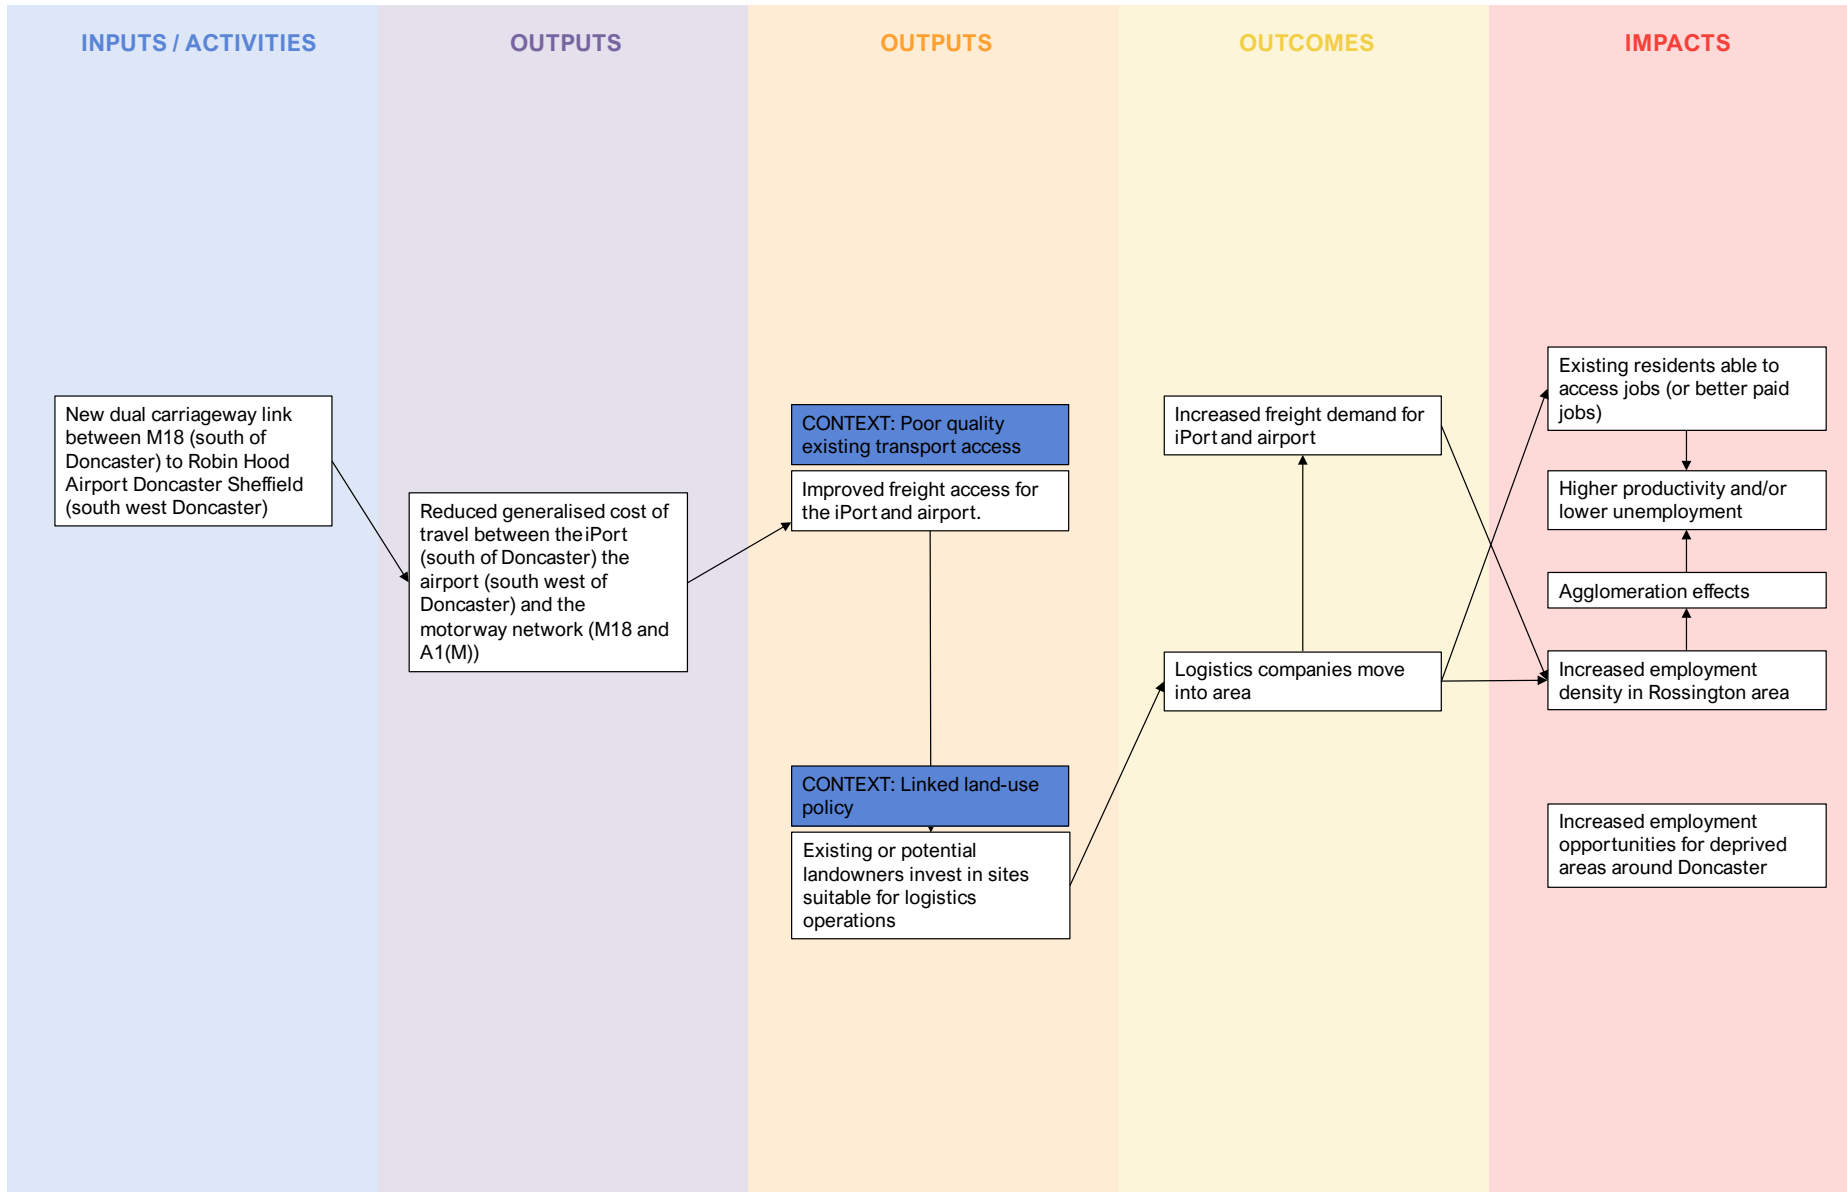 INPUTS / ACTIVITIES
OUTPUTS
OUTPUTS
OUTCOMES
IMPACTS
New dual carriageway link
between M18 (south of
Doncaster) to Robin Hood
Airport Doncaster Sheffield
(south west Doncaster)
Reduced generalised cost of
travel between the iPort
(south of Doncaster) the
airport (south west of
Doncaster) and the
motorway network (M18 and
A1(M))
CONTEXT: Poor quality
existing transport access
Improved freight access for
the iPort and airport.
CONTEXT: Linked land-use
policy
Existing or potential
landowners invest in sites
suitable for logistics
operations
Increased freight demand for
iPort and airport
Logistics companies move
into area
Existing residents able to
access jobs (or better paid
jobs)
Higher productivity and/or
lower unemployment
Agglomeration effects
Increased employment
density in Rossington area
Increased employment
opportunities for deprived
areas around Doncaster